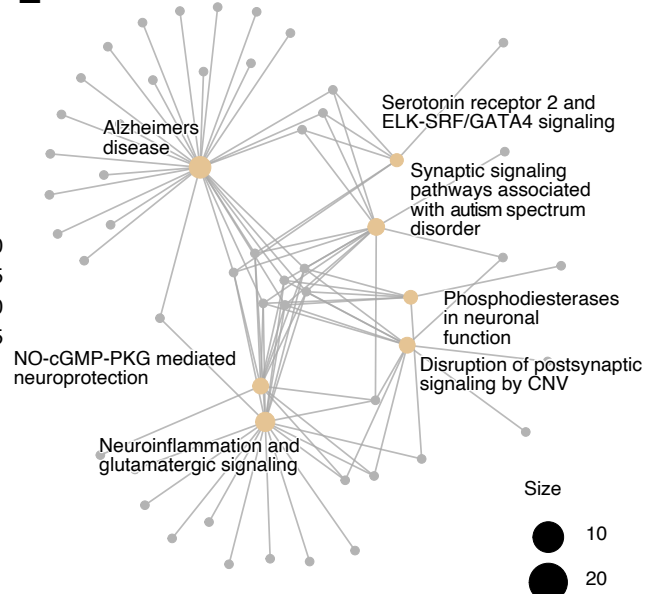 Alzheimers
disease
Serotonin receptor 2 and
ELK-SRF/GATA4 signaling
Synaptic signaling
pathways associated
with autism spectrum
disorder
Phosphodiesterases
in neuronal
function
NO-cGMP-PKG mediated
neuroprotection
Disruption of postsynaptic
signaling by CNV
Neuroinflammation and
glutamatergic signaling
Size
10
20